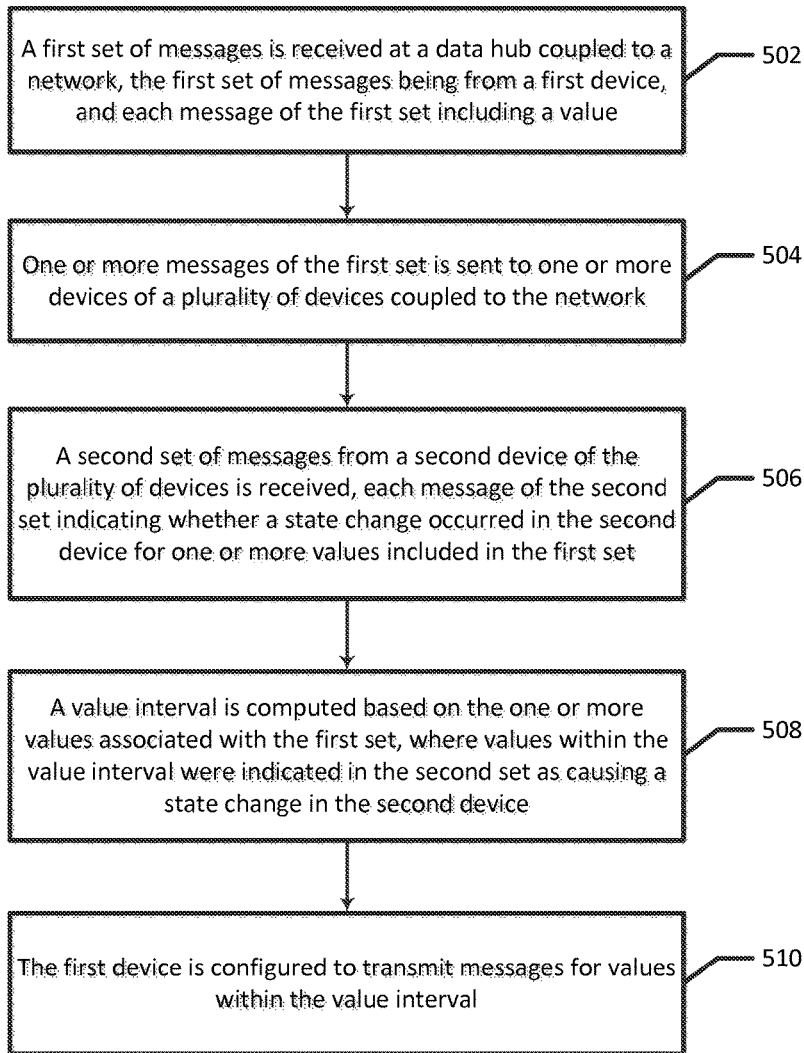 A first set of messages is received at a data hub coupled to a
network, the first set of messages being from a first device,
and each message of the first set including a value
502
One or more messages of the first set is sent to one or more
devices of a plurality of devices coupled to the network
504
A second set of messages from a second device of the
plurality of devices is received, each message of the second
set indicating whether a state change occurred in the second
device for one or more values included in the first set
506
A value interval is computed based on the one or more
values associated with the first set, where values within the
value interval were indicated in the second set as causing a
state change in the second device
508
The first device is configured to transmit messages for values
within the value interval
510